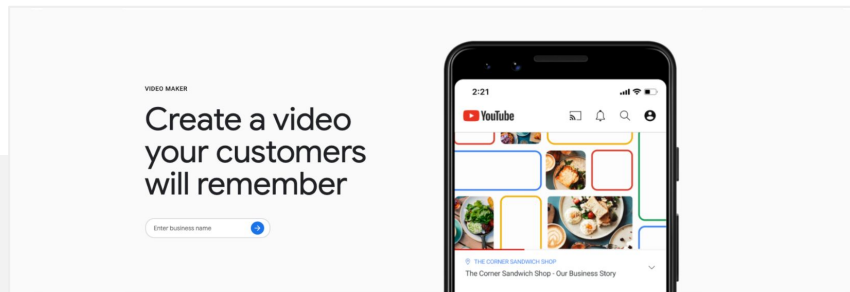 VIDEO MAKER
Create a video
your customers
will remember
Enter business name
2:21
YouTube
THE CORNER SANDWICH SHOP
The Corner Sandwich Shop - Our Business Story